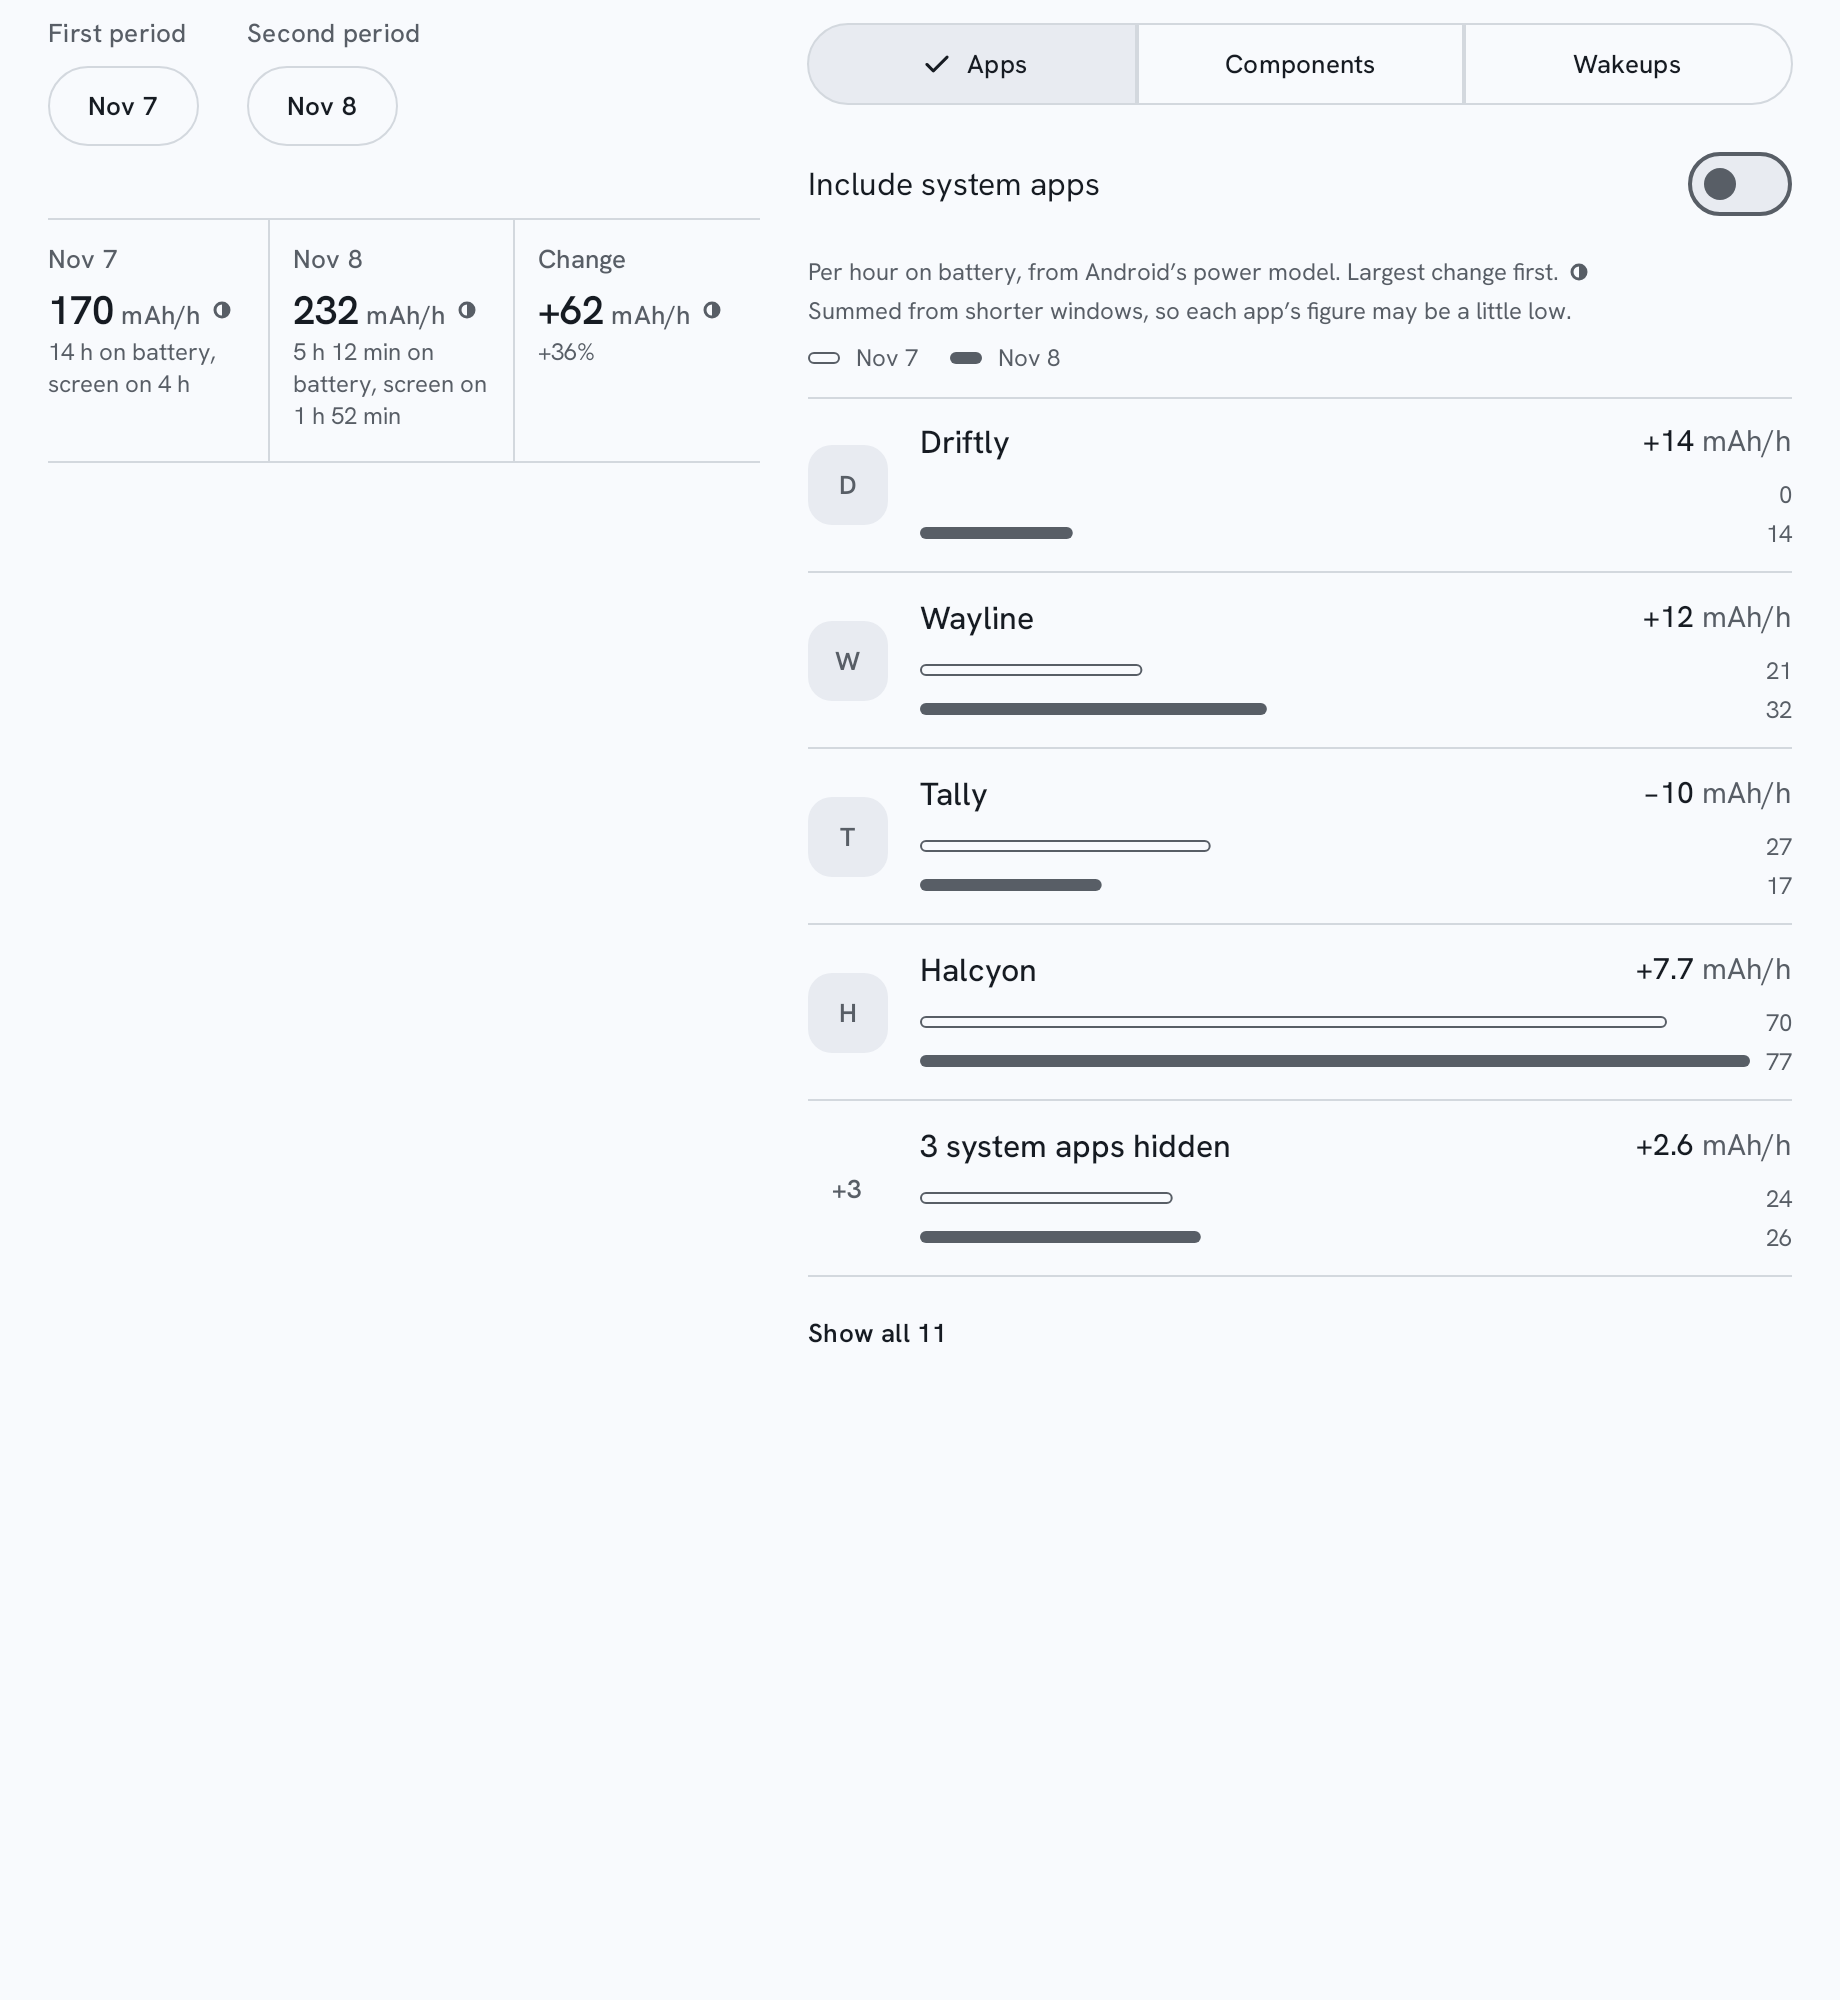 First period
Second period
Nov 7
Nov 8
Nov 7
170 mAh/h
14 h on battery,
screen on 4 h
Nov 8
232 mAh/h
5 h 12 min on
battery, screen on
1 h 52 min
Change
+62 mAh/h
+36%
Apps
Components
Wakeups
Include system apps
Per hour on battery, from Android’s power model. Largest change first.
Summed from shorter windows, so each app’s figure may be a little low.
Nov 7
Nov 8
D
Driftly
+14 mAh/h
0
14
W
Wayline
+12 mAh/h
21
32
T
Tally
−10 mAh/h
27
17
H
Halcyon
+7.7 mAh/h
70
77
+3
3 system apps hidden
+2.6 mAh/h
24
26
Show all 11